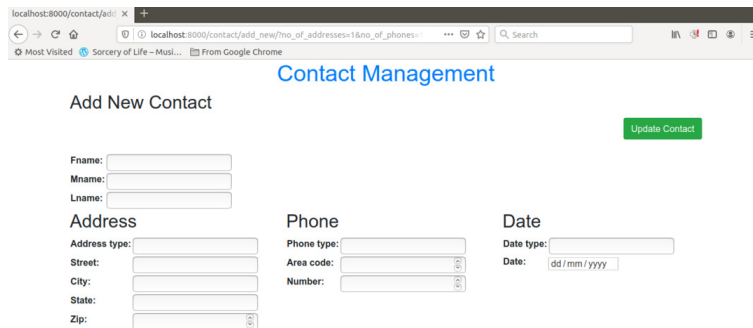 localhost:8000/contact/add
localhost:8000/contact/add_new/?no_of_addresses=1&no_of_phones=1
Search
Most Visited
Sorcery of Life – Musi...
From Google Chrome
Contact Management
Add New Contact
Update Contact
Fname:
Mname:
Lname:
Address
Phone
Date
Address type:
Phone type:
Date type:
Street:
Area code:
Date:
dd / mm / yyyy
City:
Number:
State:
Zip: